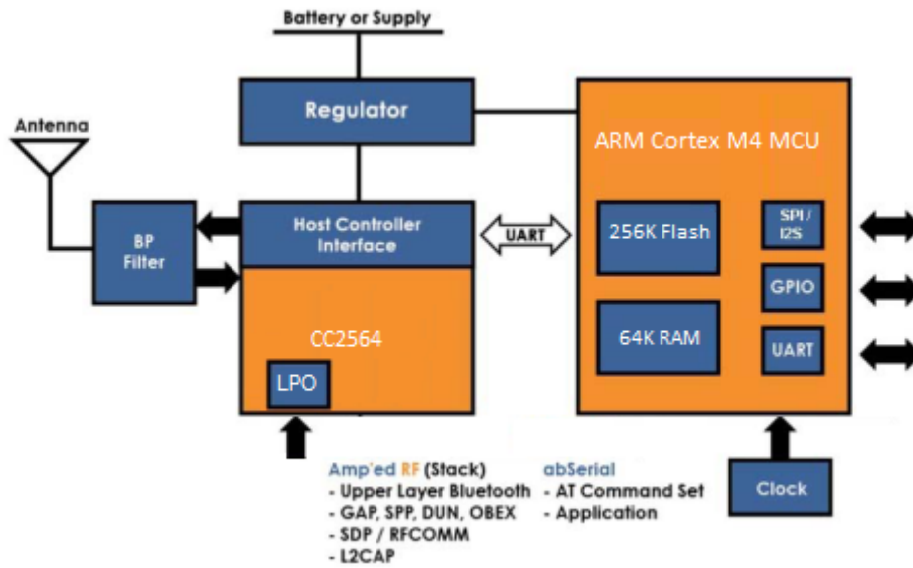 Battery or Supply
Regulator
Antenna
ARM Cortex M4 MCU
BP
Filter
Host Controller
Interface
UART
256K Flash
SPI /
I2S
GPIO
CC2564
64K RAM
UART
LPO
Amp'ed RF (Stack)
- Upper Layer Bluetooth
- GAP, SPP, DUN, OBEX
- SDP / RFCOMM
- L2CAP
abSerial
- AT Command Set
- Application
Clock